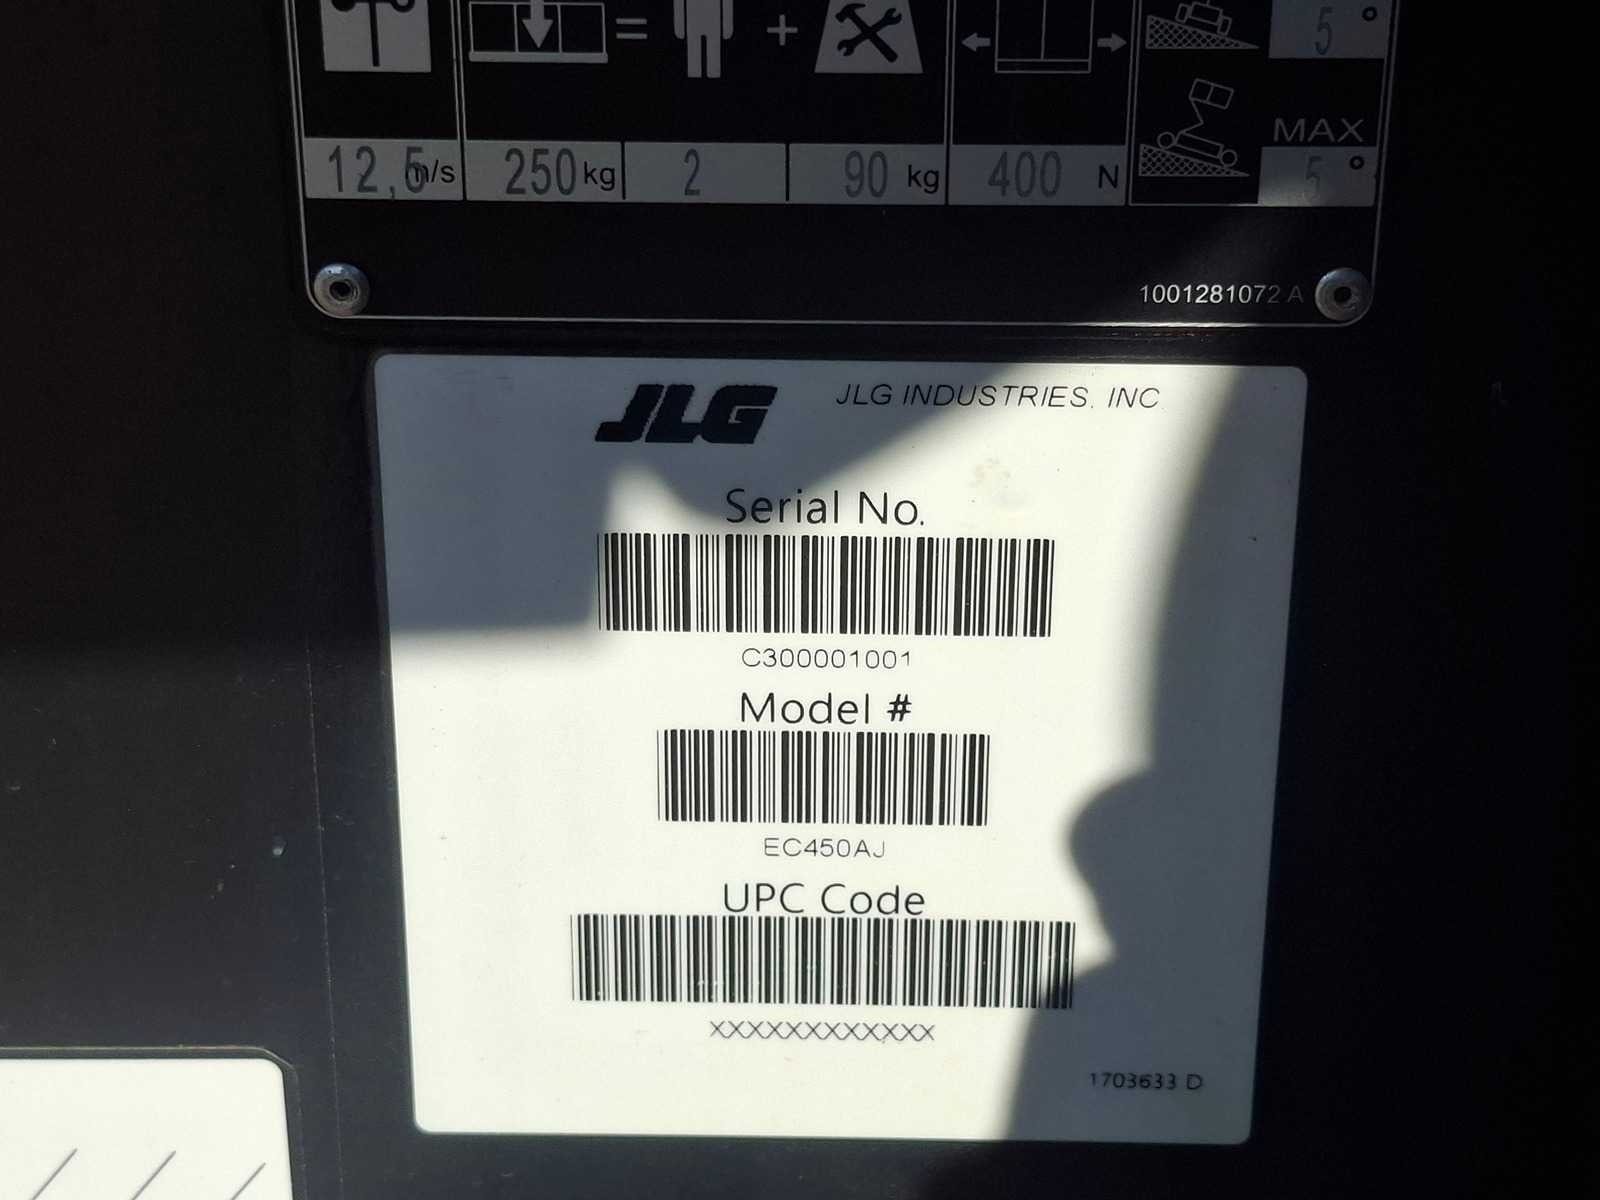 = +
5 °
MAX
12,5 m/s 250 kg 2 90 kg 400 N 5 °
1001281072 A
JLG JLG INDUSTRIES, INC
Serial No.
C300001001
Model #
EC450AJ
UPC Code
XXXXXXXXXXXX
1703633 D